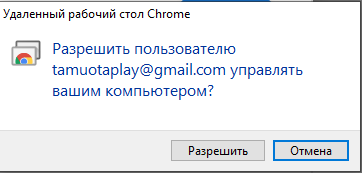 Удаленный рабочий стол Chrome
Разрешить пользователю
tamuotaplay@gmail.com управлять
вашим компьютером?
Разрешить
Отмена